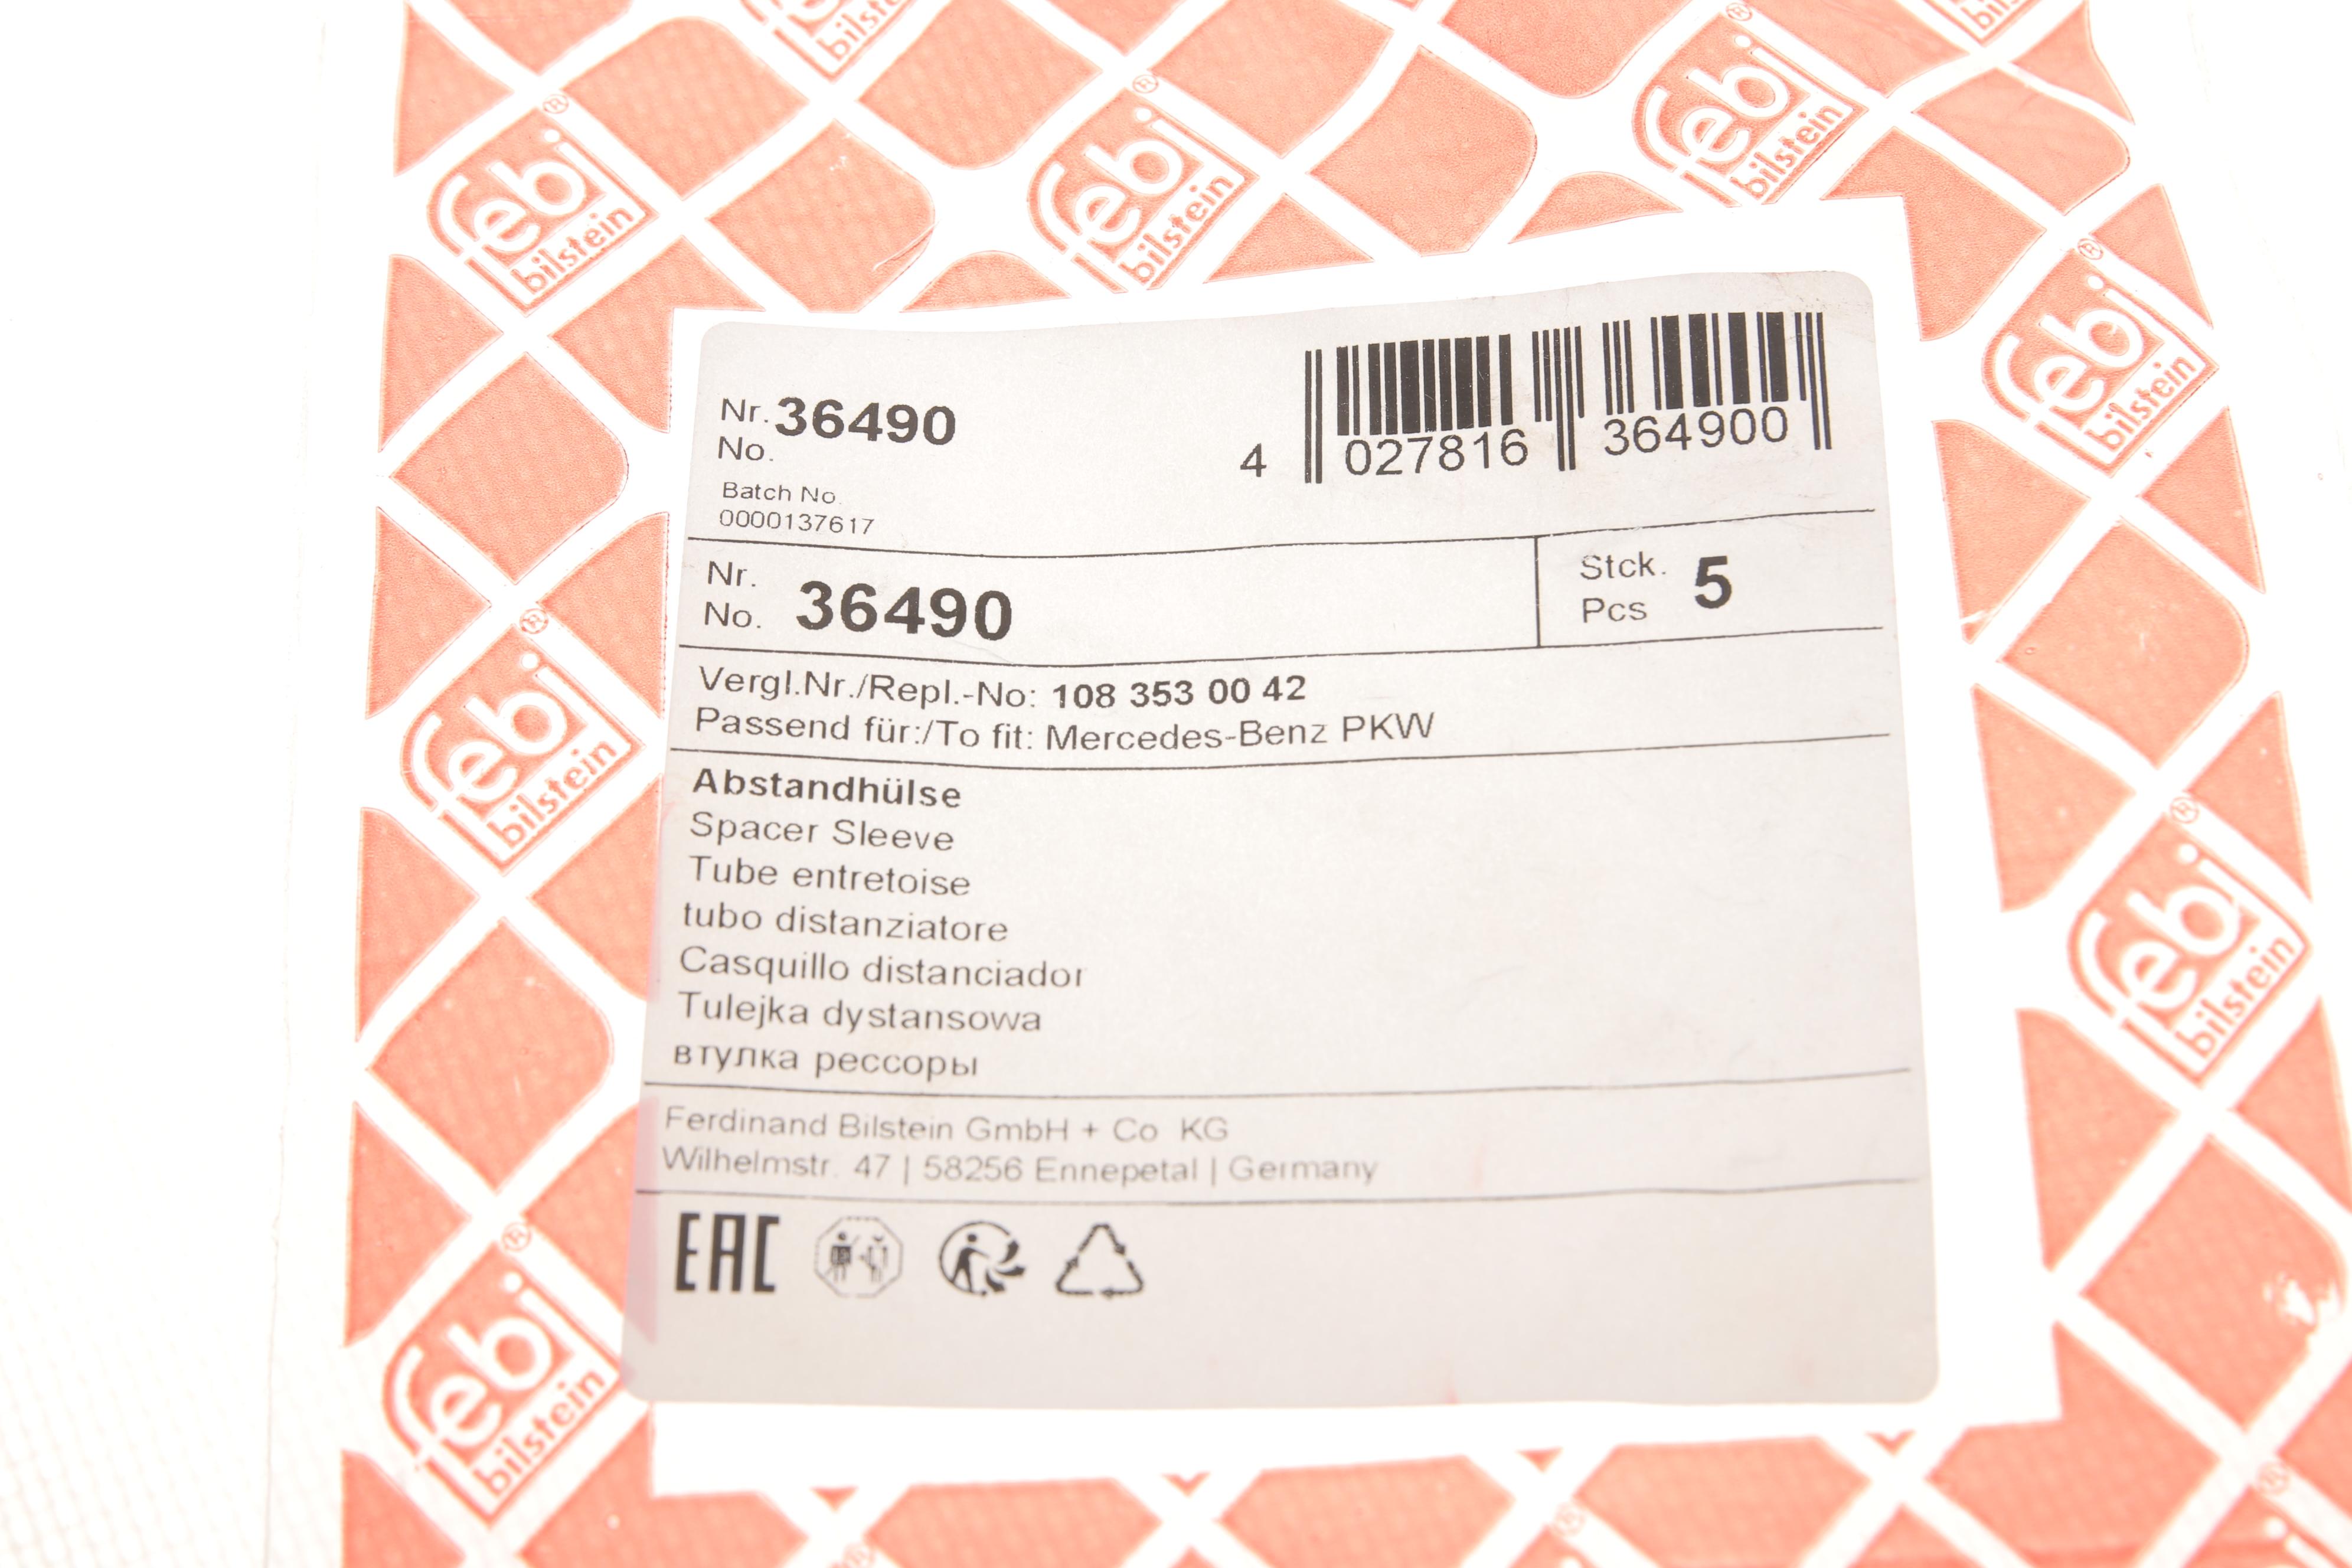 febi®
bilstein
Nr. 36490
No.
Batch No.
0000137617
4 027816 364900
Nr.
No. 36490
Stck.
Pcs 5
Vergl.Nr./Repl.-No: 108 353 00 42
Passend für:/To fit: Mercedes-Benz PKW
Abstandhülse
Spacer Sleeve
Tube entretoise
tubo distanziatore
Casquillo distanciador
Tulejka dystansowa
втулка рессоры
Ferdinand Bilstein GmbH + Co KG
Wilhelmstr. 47 | 58256 Ennepetal | Germany
EAC